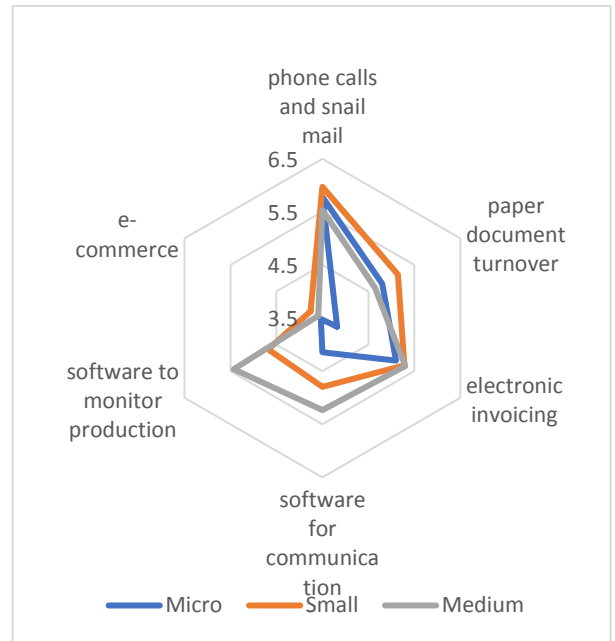 phone calls
and snail
mail
6.5
5.5
4.5
3.5
paper
document
turnover
electronic
invoicing
software
for
communica
tion
software to
monitor
production
e-
commerce
Micro
Small
Medium